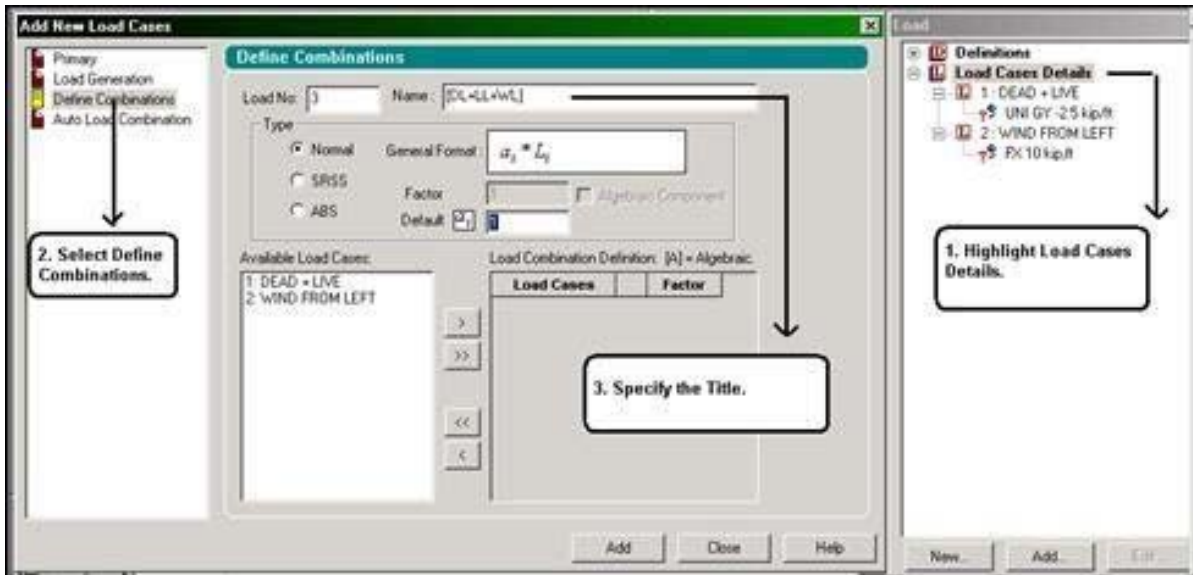 Add New Load Cases
Primary
Load Generation
Define Combinations
Auto Load Combination
2. Select Define
Combinations.
Define Combinations
Load No: 3
Name: [DL+LL+WL]
Type
Normal
SRSS
ABS
General Format:
Factor
Algebraic Component
Default
1
Available Load Cases:
1: DEAD + LIVE
2: WIND FROM LEFT
>
>>
<<
<
Load Combination Definition: [A] = Algebraic.
Load Cases Factor
3. Specify the Title.
Add
Close
Help
Load
Definitions
Load Cases Details
1 : DEAD + LIVE
UNI GY -2.5 kip/ft
2 : WIND FROM LEFT
FX 10 kip,ft
1. Highlight Load Cases
Details.
New...
Add...
Edit...